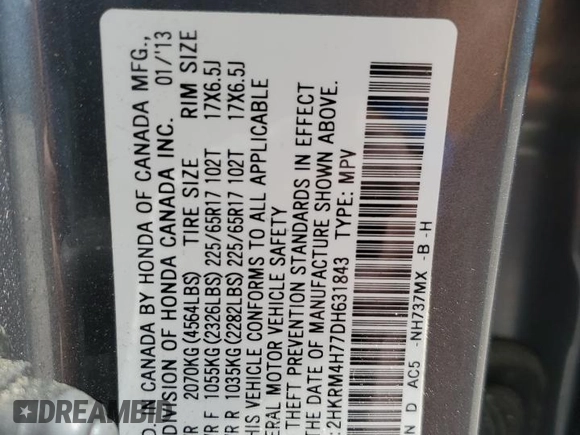 D. IN CANADA BY HONDA OF CANADA MFG.,
DIVISION OF HONDA CANADA INC. 01/'13
R 2070KG(4564LBS) TIRE SIZE RIM SIZE
R F 1055KG(2326LBS) 225/65R17 102T 17X6.5J
R R 1035KG(2282LBS) 225/65R17 102T 17X6.5J
THIS VEHICLE CONFORMS TO ALL APPLICABLE
ERAL MOTOR VEHICLE SAFETY
THEFT PREVENTION STANDARDS IN EFFECT
THE DATE OF MANUFACTURE SHOWN ABOVE.
2HKRM4H77DH631843 TYPE: MPV
N D AC5 -NH737MX -B -H
© BIDAMERICA